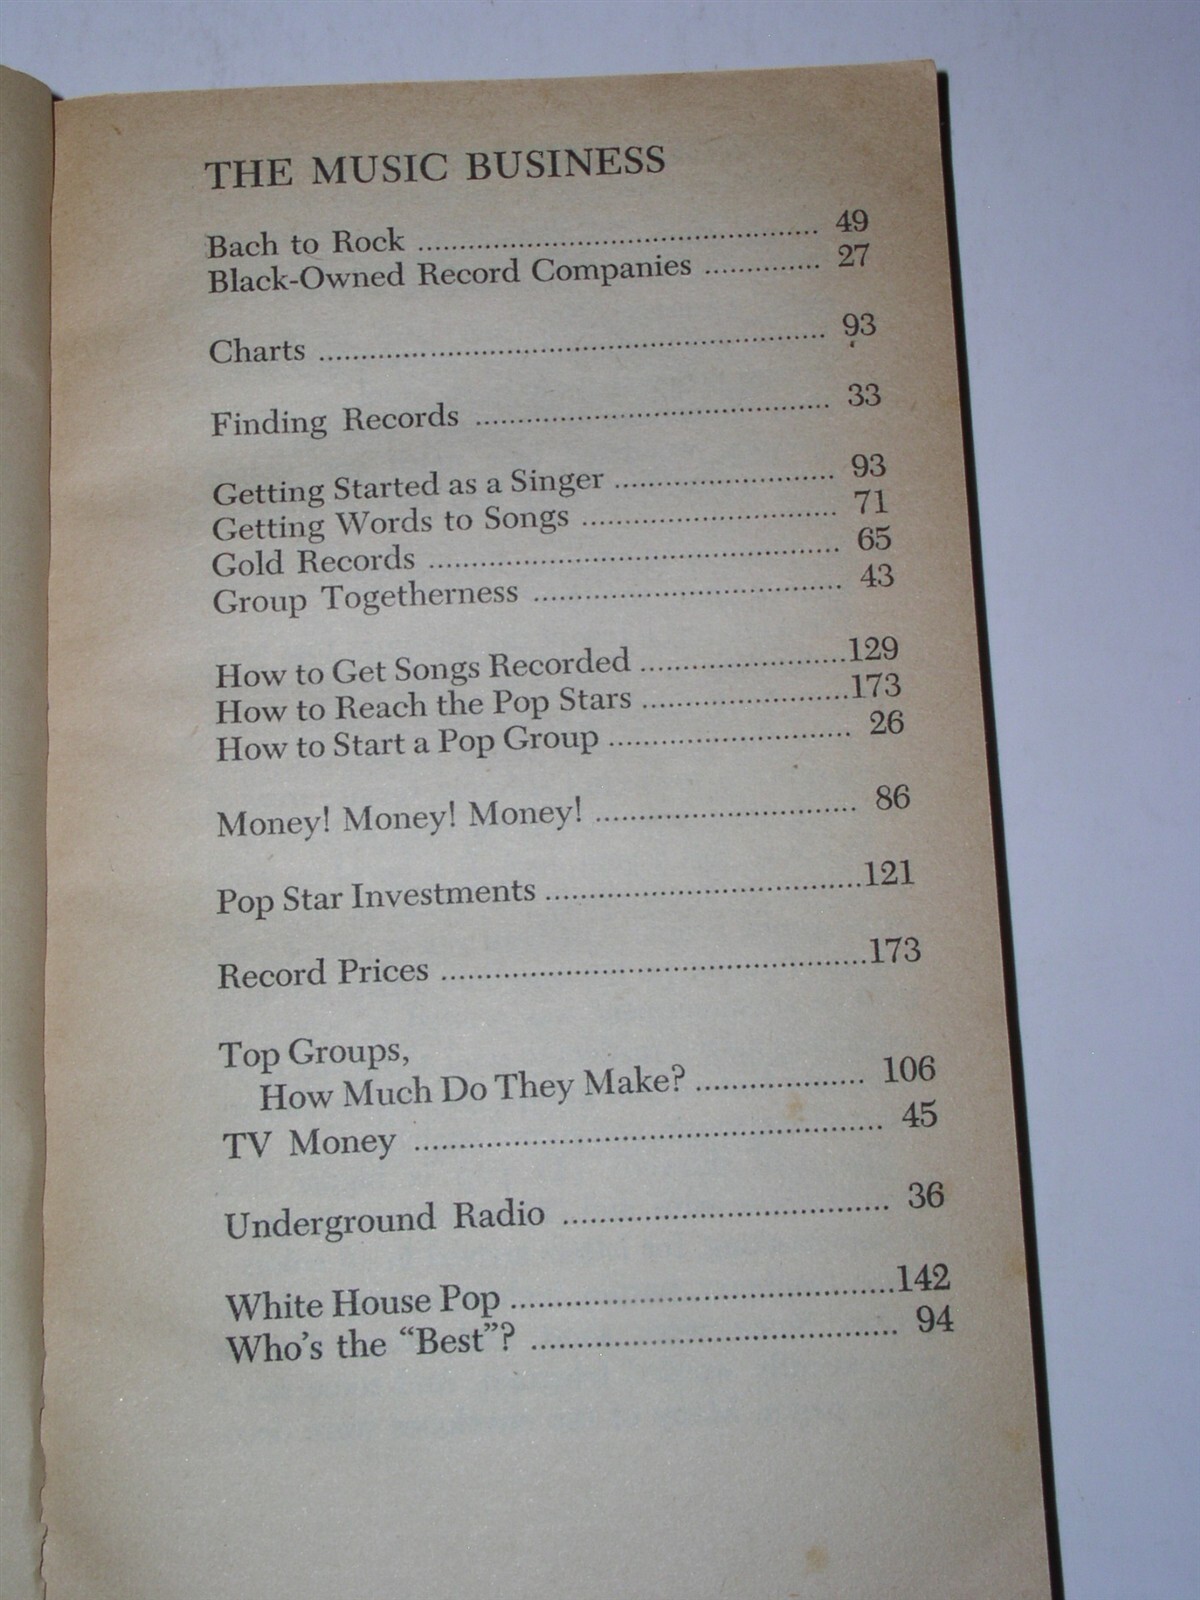 THE MUSIC BUSINESS
Bach to Rock ........................................ 49
Black-Owned Record Companies .............. 27
Charts ...................................................... 93
Finding Records ...................................... 33
Getting Started as a Singer ........................ 93
Getting Words to Songs ............................ 71
Gold Records ........................................... 65
Group Togetherness ................................. 43
How to Get Songs Recorded ......................129
How to Reach the Pop Stars ......................173
How to Start a Pop Group ......................... 26
Money! Money! Money! ............................ 86
Pop Star Investments ..................................121
Record Prices .............................................173
Top Groups,
How Much Do They Make? .................. 106
TV Money ................................................. 45
Underground Radio .................................. 36
White House Pop .......................................142
Who's the “Best”? ...................................... 94